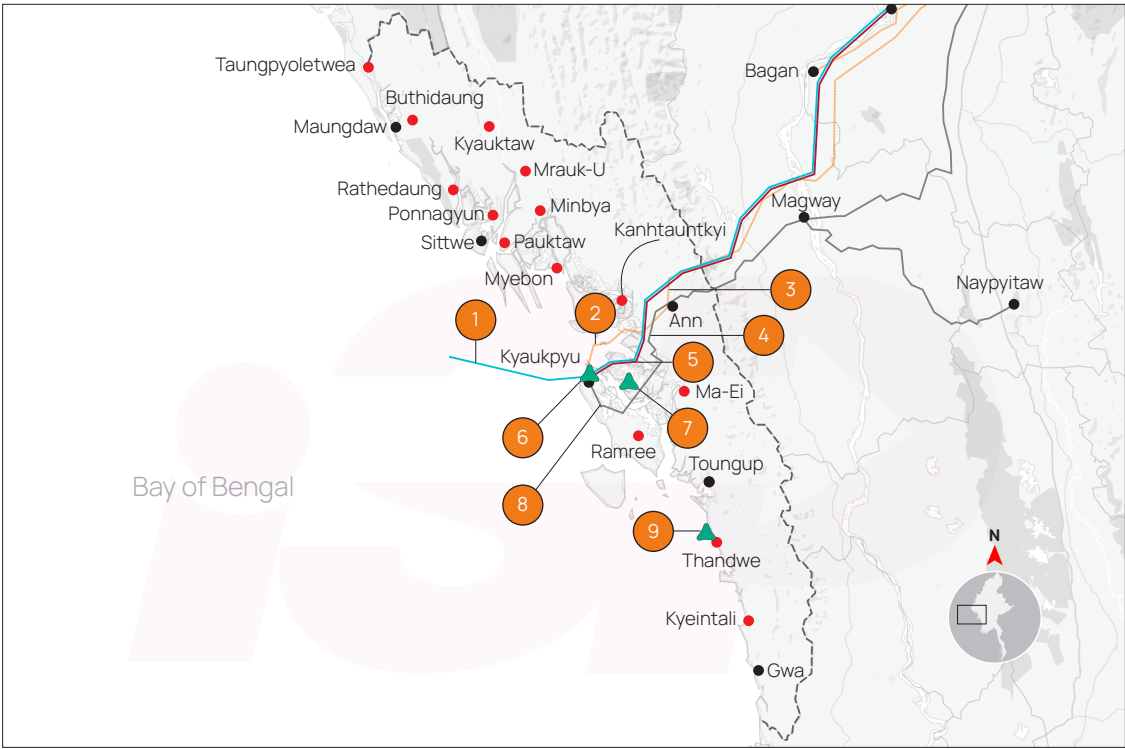 Taungpyoletwea
Bagan
Buthidaung
Maungdaw
Kyauktaw
Mrauk-U
Rathedaung
Minbya
Magway
Ponnagyun
Kanhtauntkyi
Sittwe
Pauktaw
Myebon
Naypyitaw
3
2
1
Ann
4
Kyaukpyu
5
Ma-Ei
7
6
Ramree
Toungup
Bay of Bengal
8
9
N
Thandwe
Kyeintali
Gwa